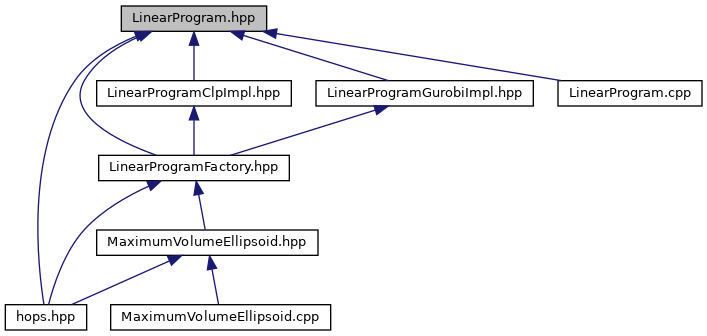 LinearProgram.hpp
LinearProgramClpImpl.hpp
LinearProgramGurobiImpl.hpp
LinearProgram.cpp
LinearProgramFactory.hpp
MaximumVolumeEllipsoid.hpp
hops.hpp
MaximumVolumeEllipsoid.cpp